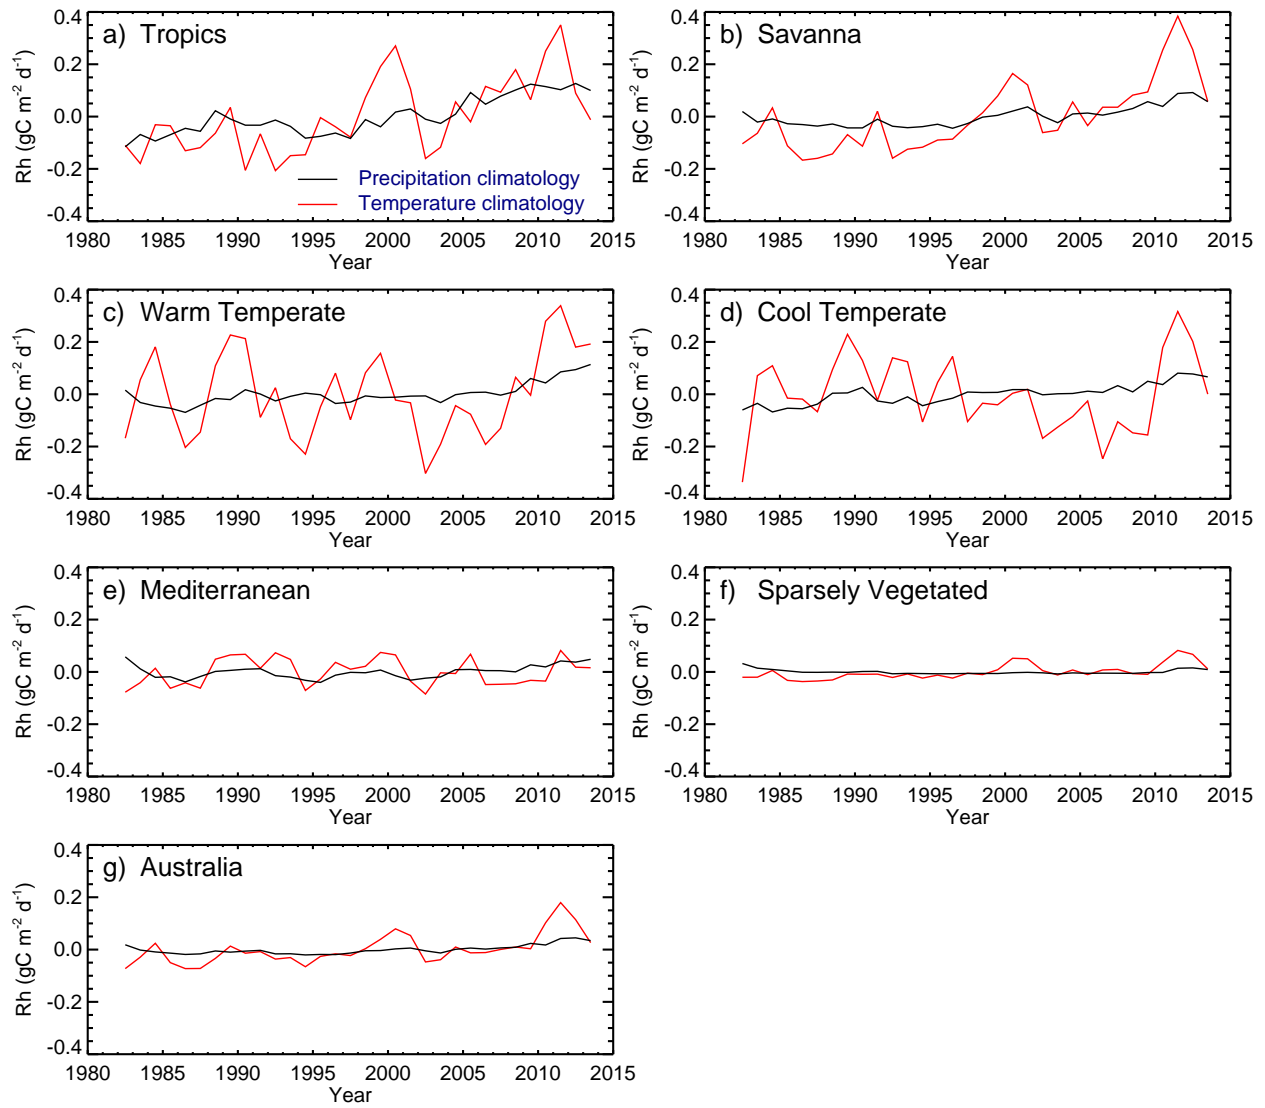 a) Tropics
Rh (gC m-2 d-1)
0.4
0.2
0.0
-0.2
-0.4
Precipitation climatology
Temperature climatology
1980 1985 1990 1995 2000 2005 2010 2015
Year
b) Savanna
Rh (gC m-2 d-1)
0.4
0.2
0.0
-0.2
-0.4
1980 1985 1990 1995 2000 2005 2010 2015
Year
c) Warm Temperate
Rh (gC m-2 d-1)
0.4
0.2
0.0
-0.2
-0.4
1980 1985 1990 1995 2000 2005 2010 2015
Year
d) Cool Temperate
Rh (gC m-2 d-1)
0.4
0.2
0.0
-0.2
-0.4
1980 1985 1990 1995 2000 2005 2010 2015
Year
e) Mediterranean
Rh (gC m-2 d-1)
0.4
0.2
0.0
-0.2
-0.4
1980 1985 1990 1995 2000 2005 2010 2015
Year
f) Sparsely Vegetated
Rh (gC m-2 d-1)
0.4
0.2
0.0
-0.2
-0.4
1980 1985 1990 1995 2000 2005 2010 2015
Year
g) Australia
Rh (gC m-2 d-1)
0.4
0.2
0.0
-0.2
-0.4
1980 1985 1990 1995 2000 2005 2010 2015
Year